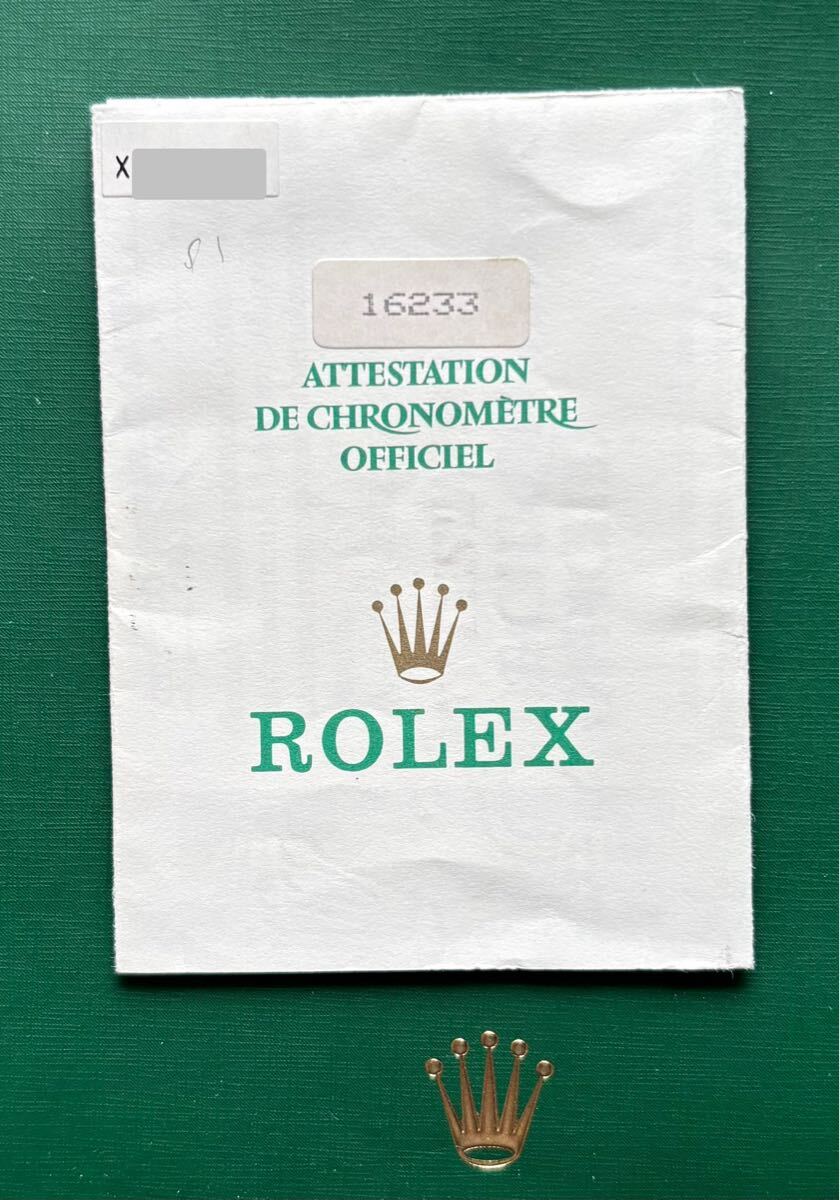 X
16233
ATTESTATION
DE CHRONOMÈTRE
OFFICIEL
ROLEX